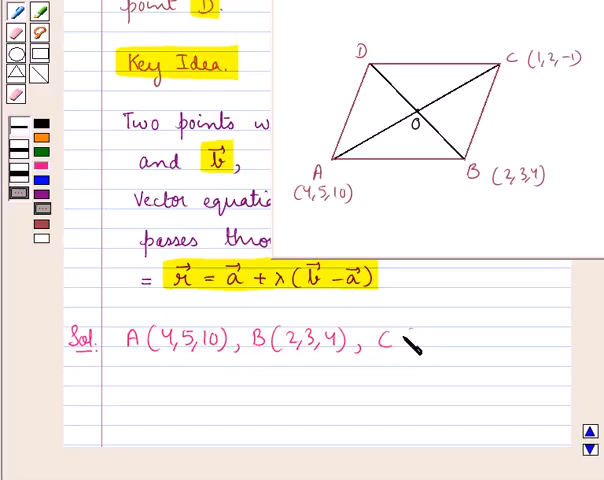 point D.
Key Idea.
Two points w
and b⃗,
Vector equati
passes thro
= r⃗ = a⃗ + λ(b⃗ - a⃗)
Sol. A(4,5,10), B(2,3,4), C
D
C (1,2,-1)
O
A
(4,5,10)
B (2,3,4)